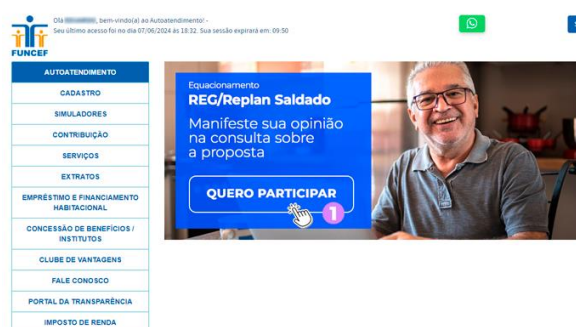 Olá , bem-vindo(a) ao Autoatendimento! -
Seu último acesso foi no dia 07/06/2024 às 18:32. Sua sessão expirará em: 09:50
FUNCEF
AUTOATENDIMENTO
CADASTRO
SIMULADORES
CONTRIBUIÇÃO
SERVIÇOS
EXTRATOS
EMPRÉSTIMO E FINANCIAMENTO
HABITACIONAL
CONCESSÃO DE BENEFÍCIOS /
INSTITUTOS
CLUBE DE VANTAGENS
FALE CONOSCO
PORTAL DA TRANSPARÊNCIA
IMPOSTO DE RENDA
Equacionamento
REG/Replan Saldado
Manifeste sua opinião
na consulta sobre
a proposta
QUERO PARTICIPAR
1